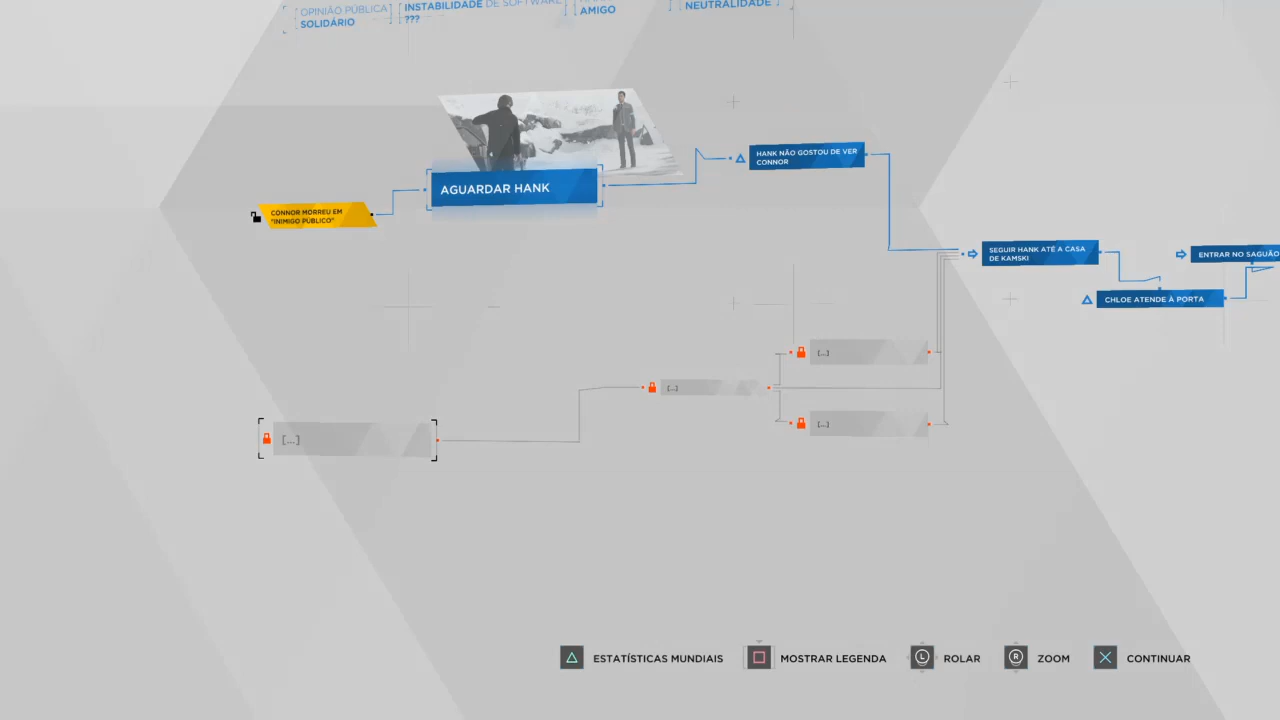 OPINIÃO PÚBLICA
SOLIDÁRIO
INSTABILIDADE DE SOFTWARE
???
AMIGO
NEUTRALIDADE
HANK NÃO GOSTOU DE VER
CONNOR
AGUARDAR HANK
CONNOR MORREU EM
"INIMIGO PÚBLICO"
SEGUIR HANK ATÉ A CASA
DE KAMSKI
ENTRAR NO SAGUÃO
CHLOE ATENDE À PORTA
[...]
[...]
[...]
[...]
ESTATÍSTICAS MUNDIAIS
MOSTRAR LEGENDA
L
ROLAR
R
ZOOM
CONTINUAR